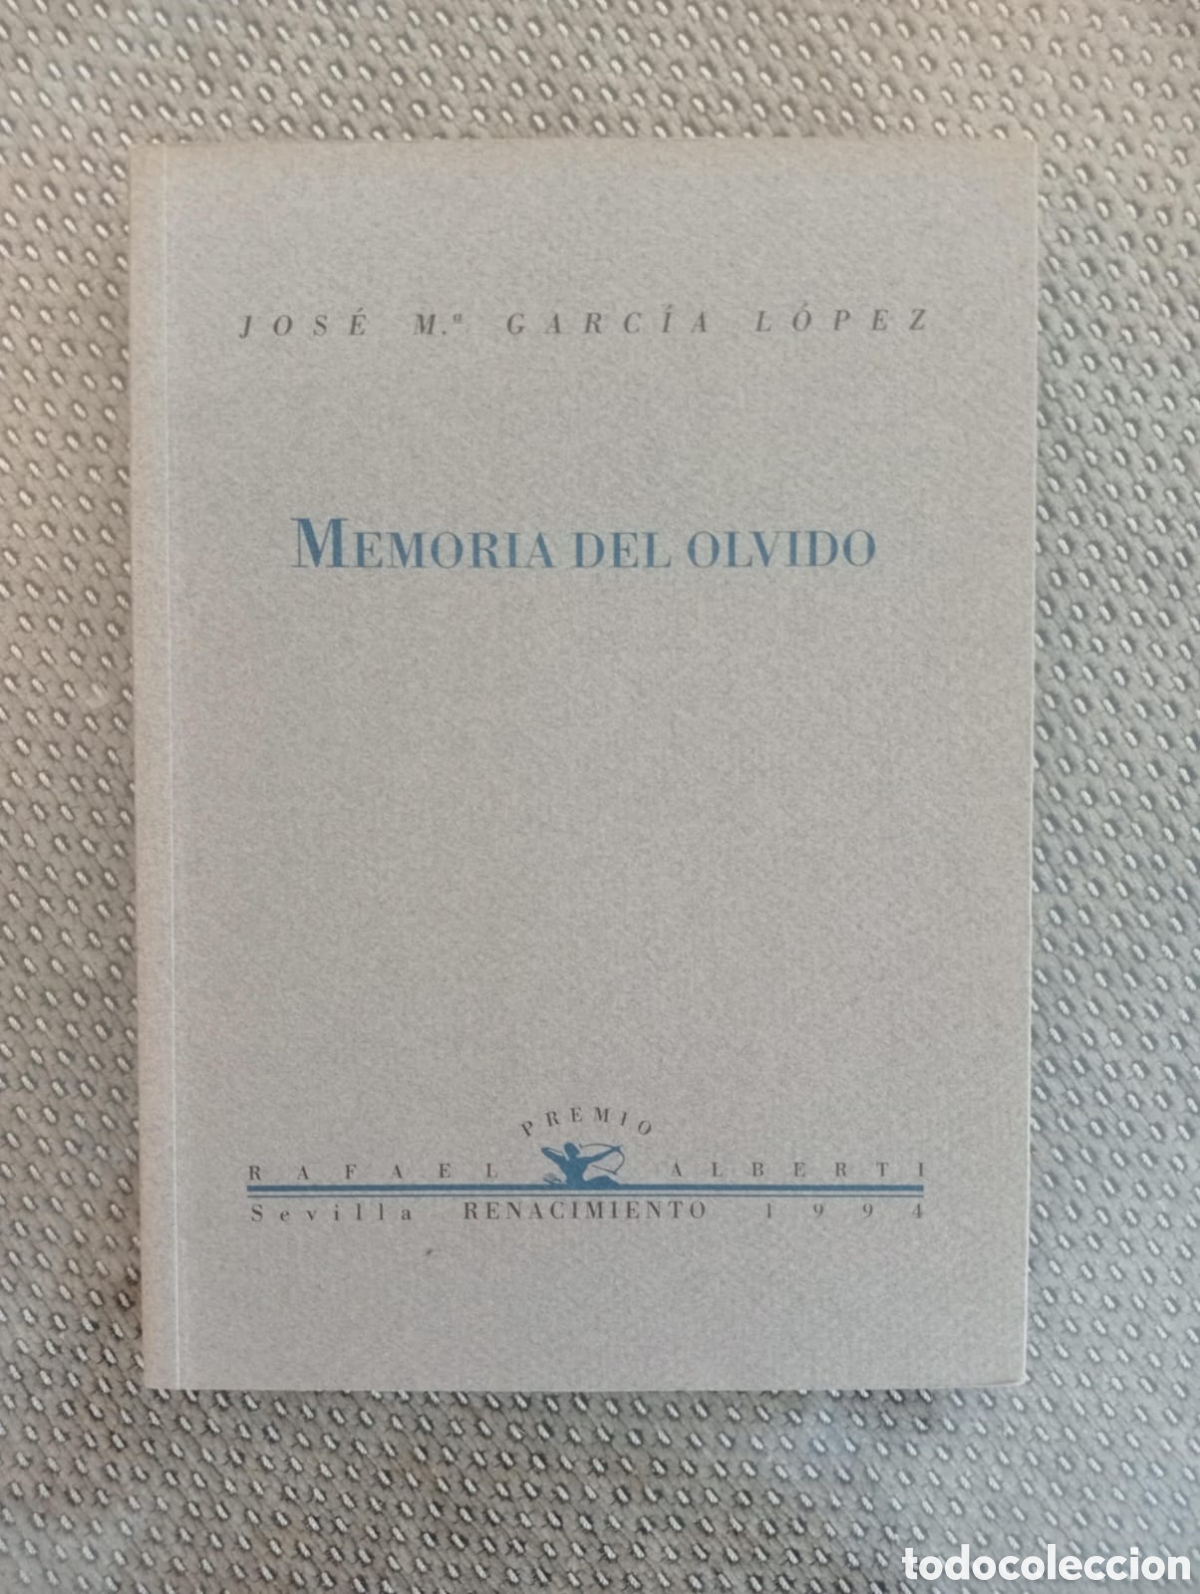 JOSÉ M.ª GARCÍA LÓPEZ
MEMORIA DEL OLVIDO
PREMIO
RAFAEL ALBERTI
Sevilla RENACIMIENTO 1994
todocoleccion